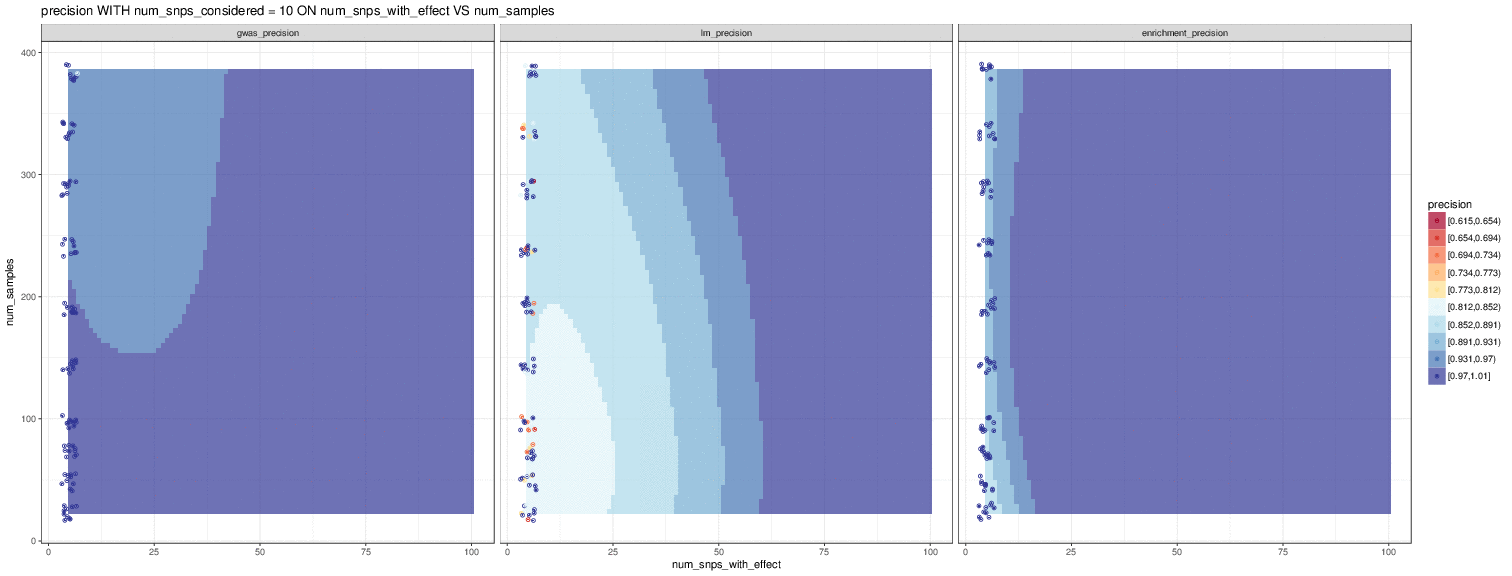 precision WITH num_snps_considered = 10 ON num_snps_with_effect VS num_samples
gwas_precision
lm_precision
enrichment_precision
400
300
200
100
0
num_samples
0 25 50 75 100
0 25 50 75 100
0 25 50 75 100
num_snps_with_effect
precision
[0.615,0.654)
[0.654,0.694)
[0.694,0.734)
[0.734,0.773)
[0.773,0.812)
[0.812,0.852)
[0.852,0.891)
[0.891,0.931)
[0.931,0.97)
[0.97,1.01]